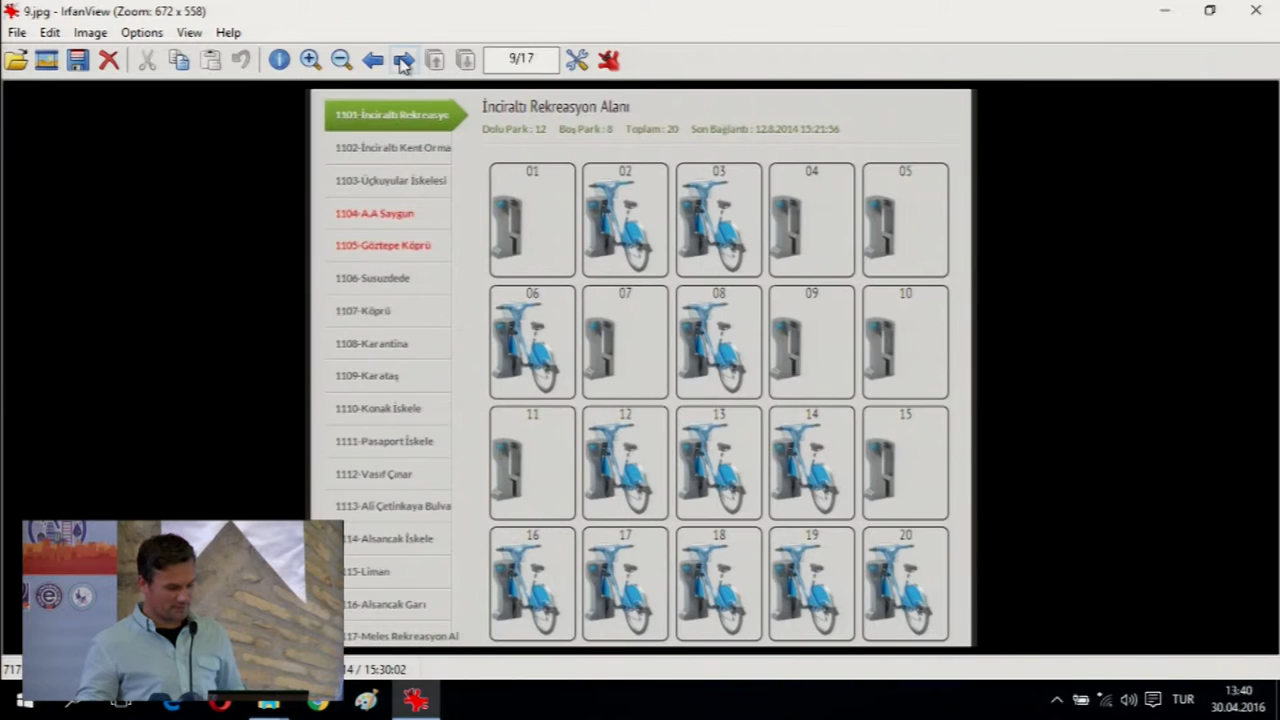 9.jpg - IrfanView (Zoom: 672 x 558)
File Edit Image Options View Help
9/17
1101-İnciraltı Rekreasyo
1102-İnciraltı Kent Orma
1103-Üçkuyular İskelesi
1104-A.A Saygun
1105-Göztepe Köprü
1106-Susuzdede
1107-Köprü
1108-Karantina
1109-Karataş
1110-Konak İskele
1111-Pasaport İskele
1112-Vasıf Çınar
1113-Ali Çetinkaya Bulva
14-Alsancak İskele
15-Liman
16-Alsancak Garı
17-Meles Rekreasyon Al
İnciraltı Rekreasyon Alanı
Dolu Park : 12 Boş Park : 8 Toplam : 20 Son Bağlantı : 12.8.2014 15:21:56
01 02 03 04 05
06 07 08 09 10
11 12 13 14 15
16 17 18 19 20
717
14 / 15:30:02
TUR
13:40
30.04.2016